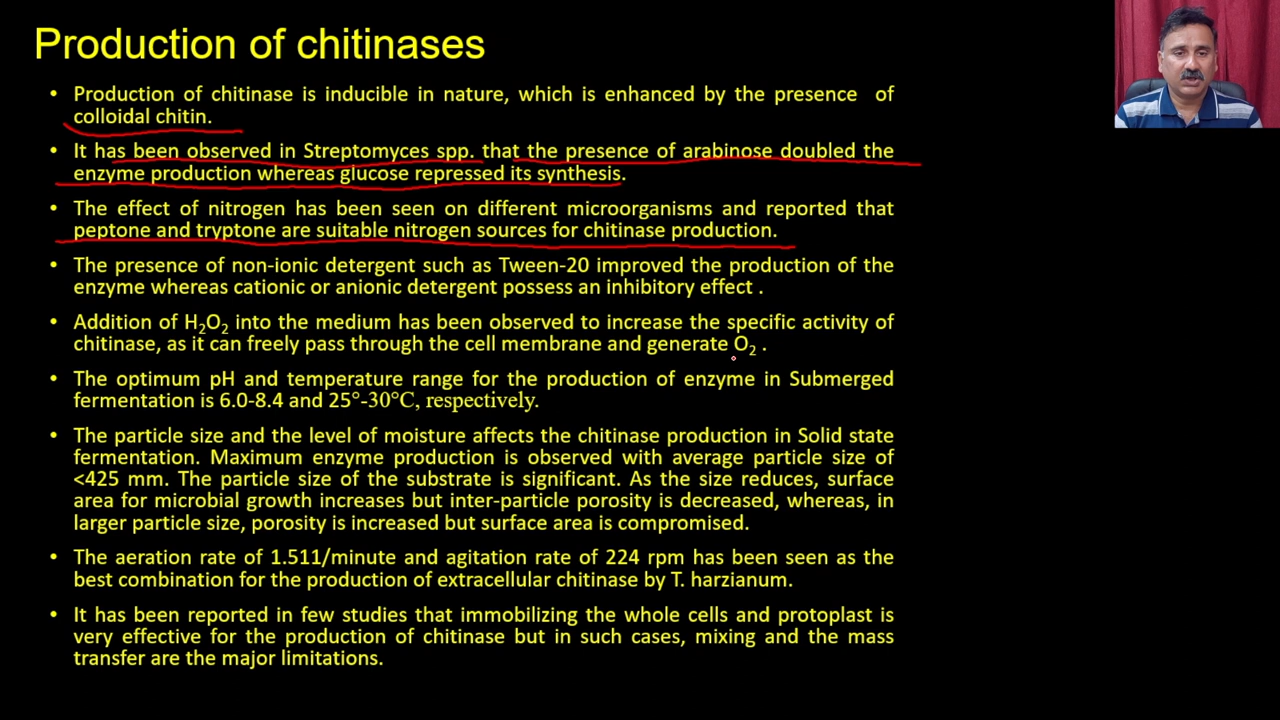 Production of chitinases
• Production of chitinase is inducible in nature, which is enhanced by the presence of
colloidal chitin.
• It has been observed in Streptomyces spp. that the presence of arabinose doubled the
enzyme production whereas glucose repressed its synthesis.
• The effect of nitrogen has been seen on different microorganisms and reported that
peptone and tryptone are suitable nitrogen sources for chitinase production.
• The presence of non-ionic detergent such as Tween-20 improved the production of the
enzyme whereas cationic or anionic detergent possess an inhibitory effect .
• Addition of H₂O₂ into the medium has been observed to increase the specific activity of
chitinase, as it can freely pass through the cell membrane and generate O₂ .
• The optimum pH and temperature range for the production of enzyme in Submerged
fermentation is 6.0-8.4 and 25°-30°C, respectively.
• The particle size and the level of moisture affects the chitinase production in Solid state
fermentation. Maximum enzyme production is observed with average particle size of
<425 mm. The particle size of the substrate is significant. As the size reduces, surface
area for microbial growth increases but inter-particle porosity is decreased, whereas, in
larger particle size, porosity is increased but surface area is compromised.
• The aeration rate of 1.511/minute and agitation rate of 224 rpm has been seen as the
best combination for the production of extracellular chitinase by T. harzianum.
• It has been reported in few studies that immobilizing the whole cells and protoplast is
very effective for the production of chitinase but in such cases, mixing and the mass
transfer are the major limitations.